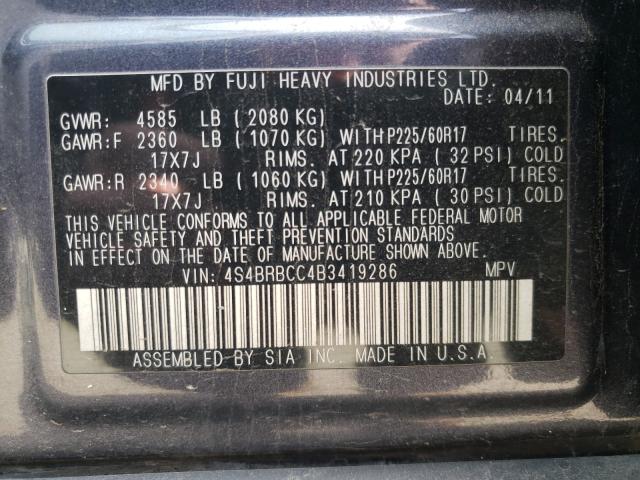 MFD BY FUJI HEAVY INDUSTRIES LTD.
DATE: 04/11
GVWR: 4585 LB (2080 KG)
GAWR:F 2360 LB (1070 KG) WITH P225/60R17 TIRES.
17X7J RIMS. AT 220 KPA (32 PSI) COLD
GAWR:R 2340 LB (1060 KG) WITH P225/60R17 TIRES.
17X7J RIMS. AT 210 KPA (30 PSI) COLD
THIS VEHICLE CONFORMS TO ALL APPLICABLE FEDERAL MOTOR
VEHICLE SAFETY AND THEFT PREVENTION STANDARDS
IN EFFECT ON THE DATE OF MANUFACTURE SHOWN ABOVE.
VIN: 4S4BRBCC4B3419286 MPV
ASSEMBLED BY SIA INC. MADE IN U.S.A.